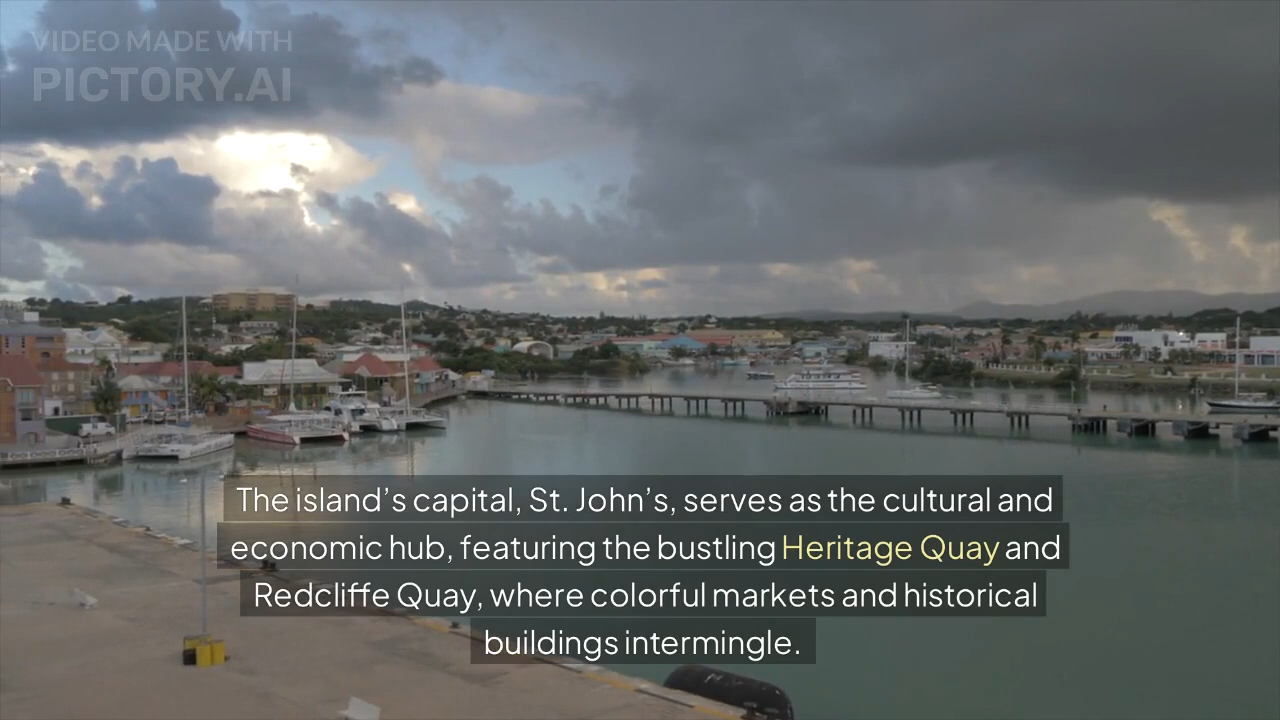 VIDEO MADE WITH
PICTORY.AI
The island’s capital, St. John’s, serves as the cultural and
economic hub, featuring the bustling Heritage Quay and
Redcliffe Quay, where colorful markets and historical
buildings intermingle.